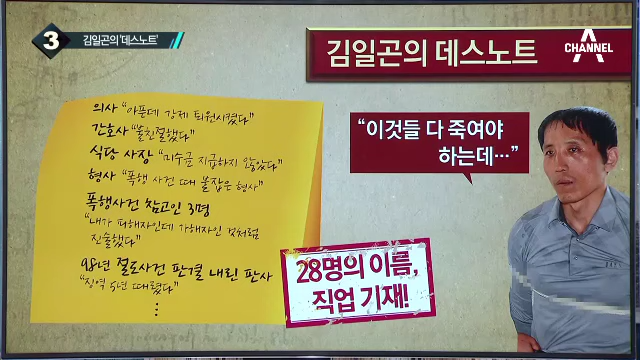 3 김일곤의 '데스노트'
김일곤의 데스노트
CHANNEL A
의사 "아픈데 강제 퇴원시켰다"
간호사 "불친절했다"
식당 사장 "미수금 지급하지 않았다"
형사 "폭행 사건 때 붙잡은 형사"
폭행사건 참고인 3명
"내가 피해자인데 가해자인 것처럼
진술했다"
98년 절도사건 판결 내린 판사
"징역 5년 때렸다"
⋮
"이것들 다 죽여야
하는데…"
28명의 이름,
직업 기재!